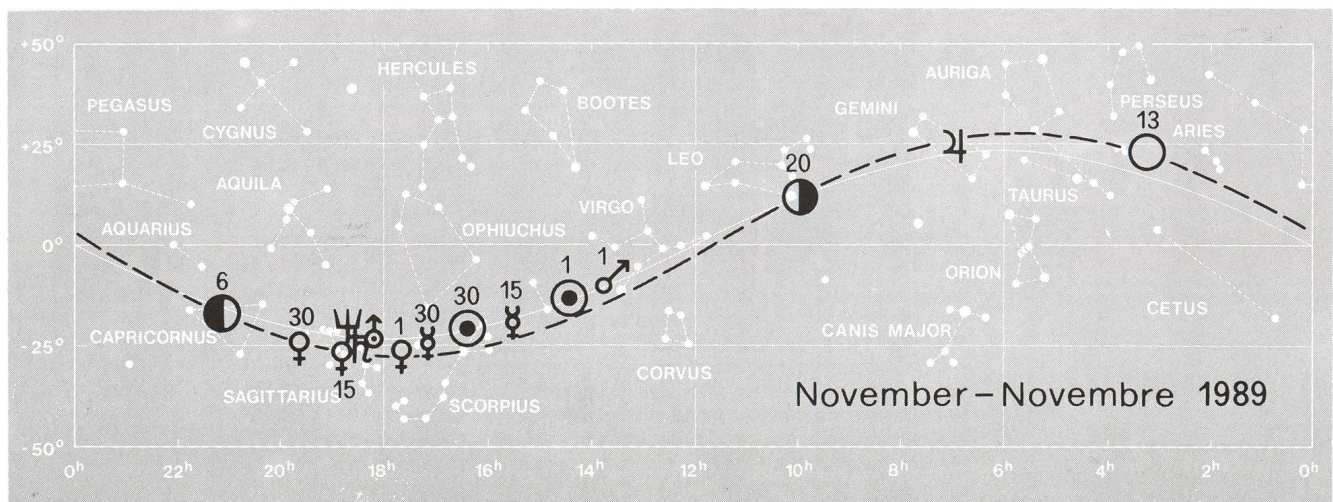 +50°
HERCULES
AURIGA
PEGASUS
BOOTES
GEMINI
PERSEUS
CYGNUS
13
ARIES
+25°
LEO
20
AQUILA
TAURUS
VIRGO
AQUARIUS
OPHIUCHUS
0°
1
1
6
ORION
15
30
30
1
30
CETUS
CAPRICORNUS
CANIS MAJOR
-25°
CORVUS
15
SAGITTARIUS
SCORPIUS
November – Novembre 1989
-50°
0h 22h 20h 18h 16h 14h 12h 10h 8h 6h 4h 2h 0h